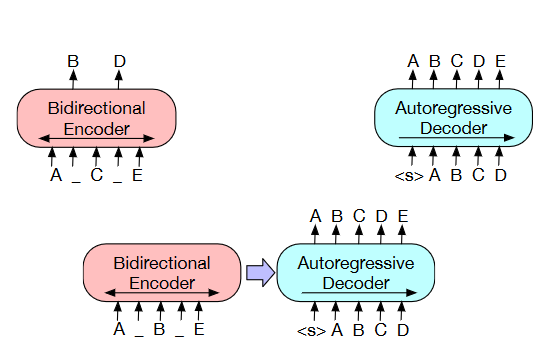 B D
Bidirectional
Encoder
A _ C _ E
A B C D E
Autoregressive
Decoder
<s> A B C D
Bidirectional
Encoder
A _ B _ E
A B C D E
Autoregressive
Decoder
<s> A B C D